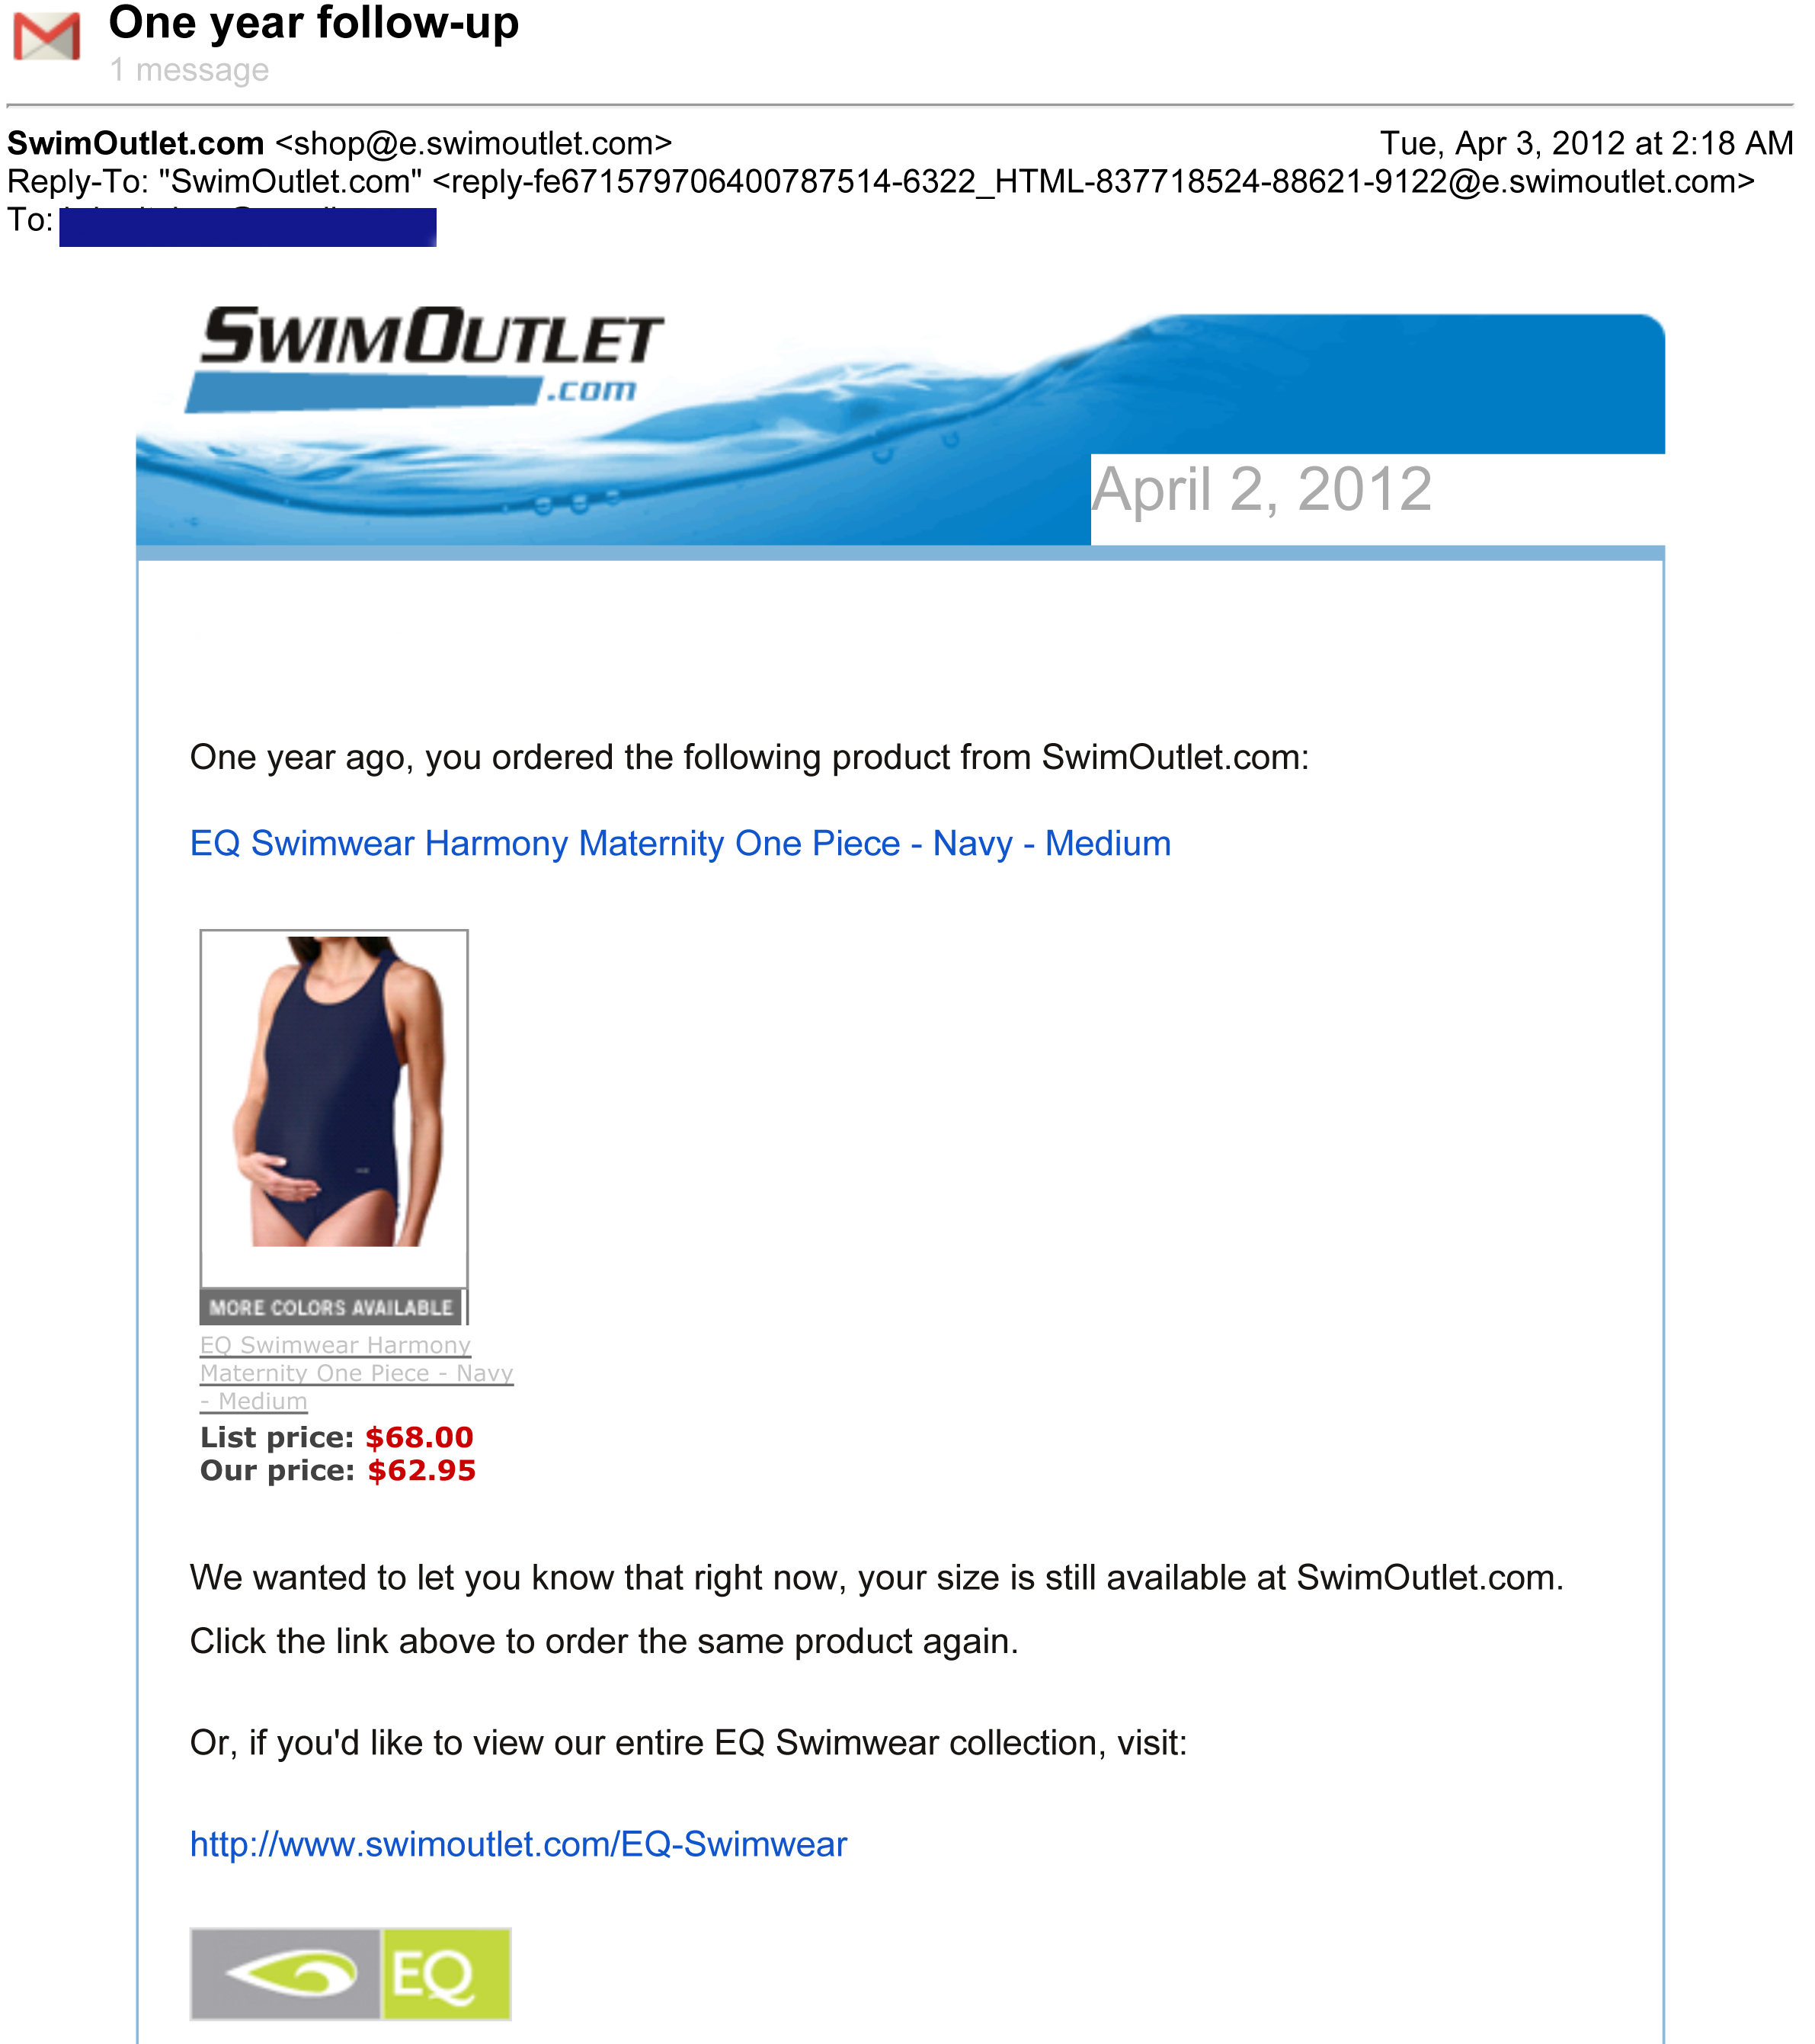 One year follow-up
1 message
SwimOutlet.com <shop@e.swimoutlet.com> Tue, Apr 3, 2012 at 2:18 AM
Reply-To: "SwimOutlet.com" <reply-fe671579706400787514-6322_HTML-837718524-88621-9122@e.swimoutlet.com>
To:
SWIMOUTLET
.com
April 2, 2012
One year ago, you ordered the following product from SwimOutlet.com:
EQ Swimwear Harmony Maternity One Piece - Navy - Medium
MORE COLORS AVAILABLE
EQ Swimwear Harmony
Maternity One Piece - Navy
- Medium
List price: $68.00
Our price: $62.95
We wanted to let you know that right now, your size is still available at SwimOutlet.com.
Click the link above to order the same product again.
Or, if you'd like to view our entire EQ Swimwear collection, visit:
http://www.swimoutlet.com/EQ-Swimwear
EQ